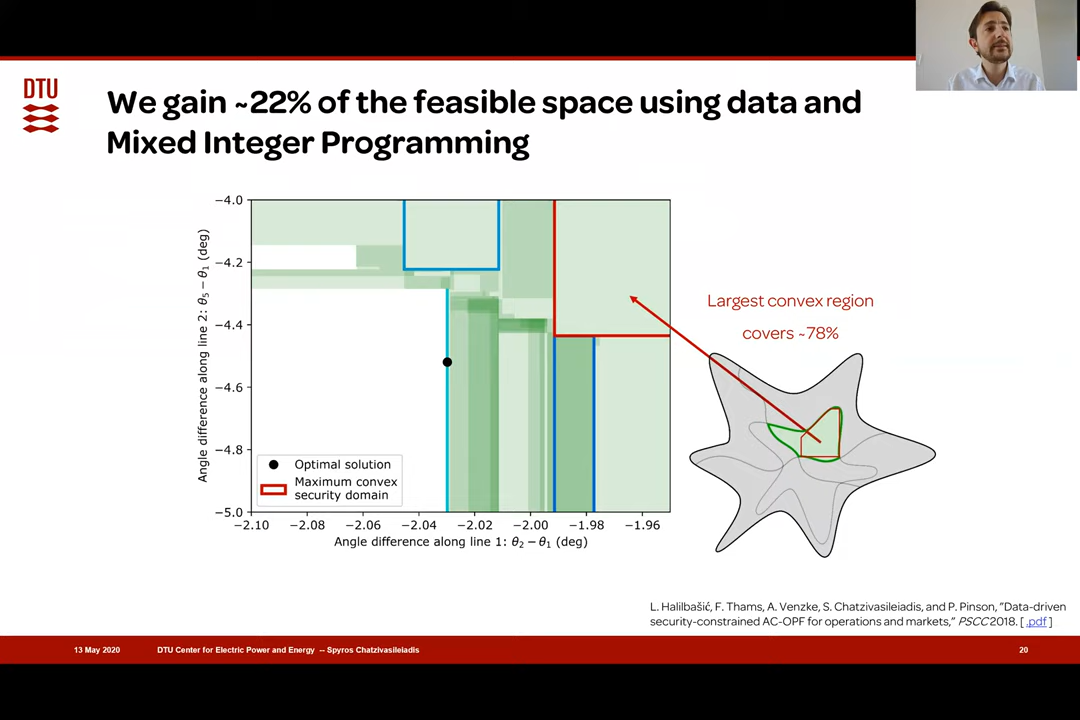 DTU
We gain ~22% of the feasible space using data and
Mixed Integer Programming
−4.0
−4.2
−4.4
−4.6
−4.8
−5.0
Angle difference along line 2: θ5 − θ1 (deg)
Optimal solution
Maximum convex
security domain
−2.10 −2.08 −2.06 −2.04 −2.02 −2.00 −1.98 −1.96
Angle difference along line 1: θ2 − θ1 (deg)
Largest convex region
covers ~78%
L. Halilbašić, F. Thams, A. Venzke, S. Chatzivasileiadis, and P. Pinson, "Data-driven
security-constrained AC-OPF for operations and markets," PSCC 2018. [ .pdf ]
13 May 2020 DTU Center for Electric Power and Energy -- Spyros Chatzivasileiadis 20